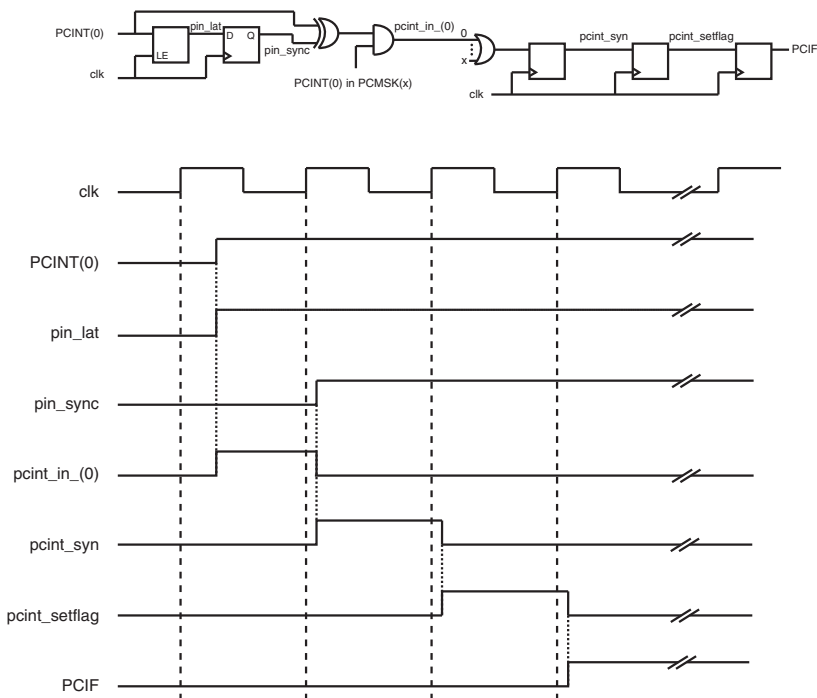 PCINT(0)
pin_lat
D Q
LE
pin_sync
clk
pcint_in_(0)
0
x
PCINT(0) in PCMSK(x)
pcint_syn
pcint_setflag
PCIF
clk
clk
PCINT(0)
pin_lat
pin_sync
pcint_in_(0)
pcint_syn
pcint_setflag
PCIF